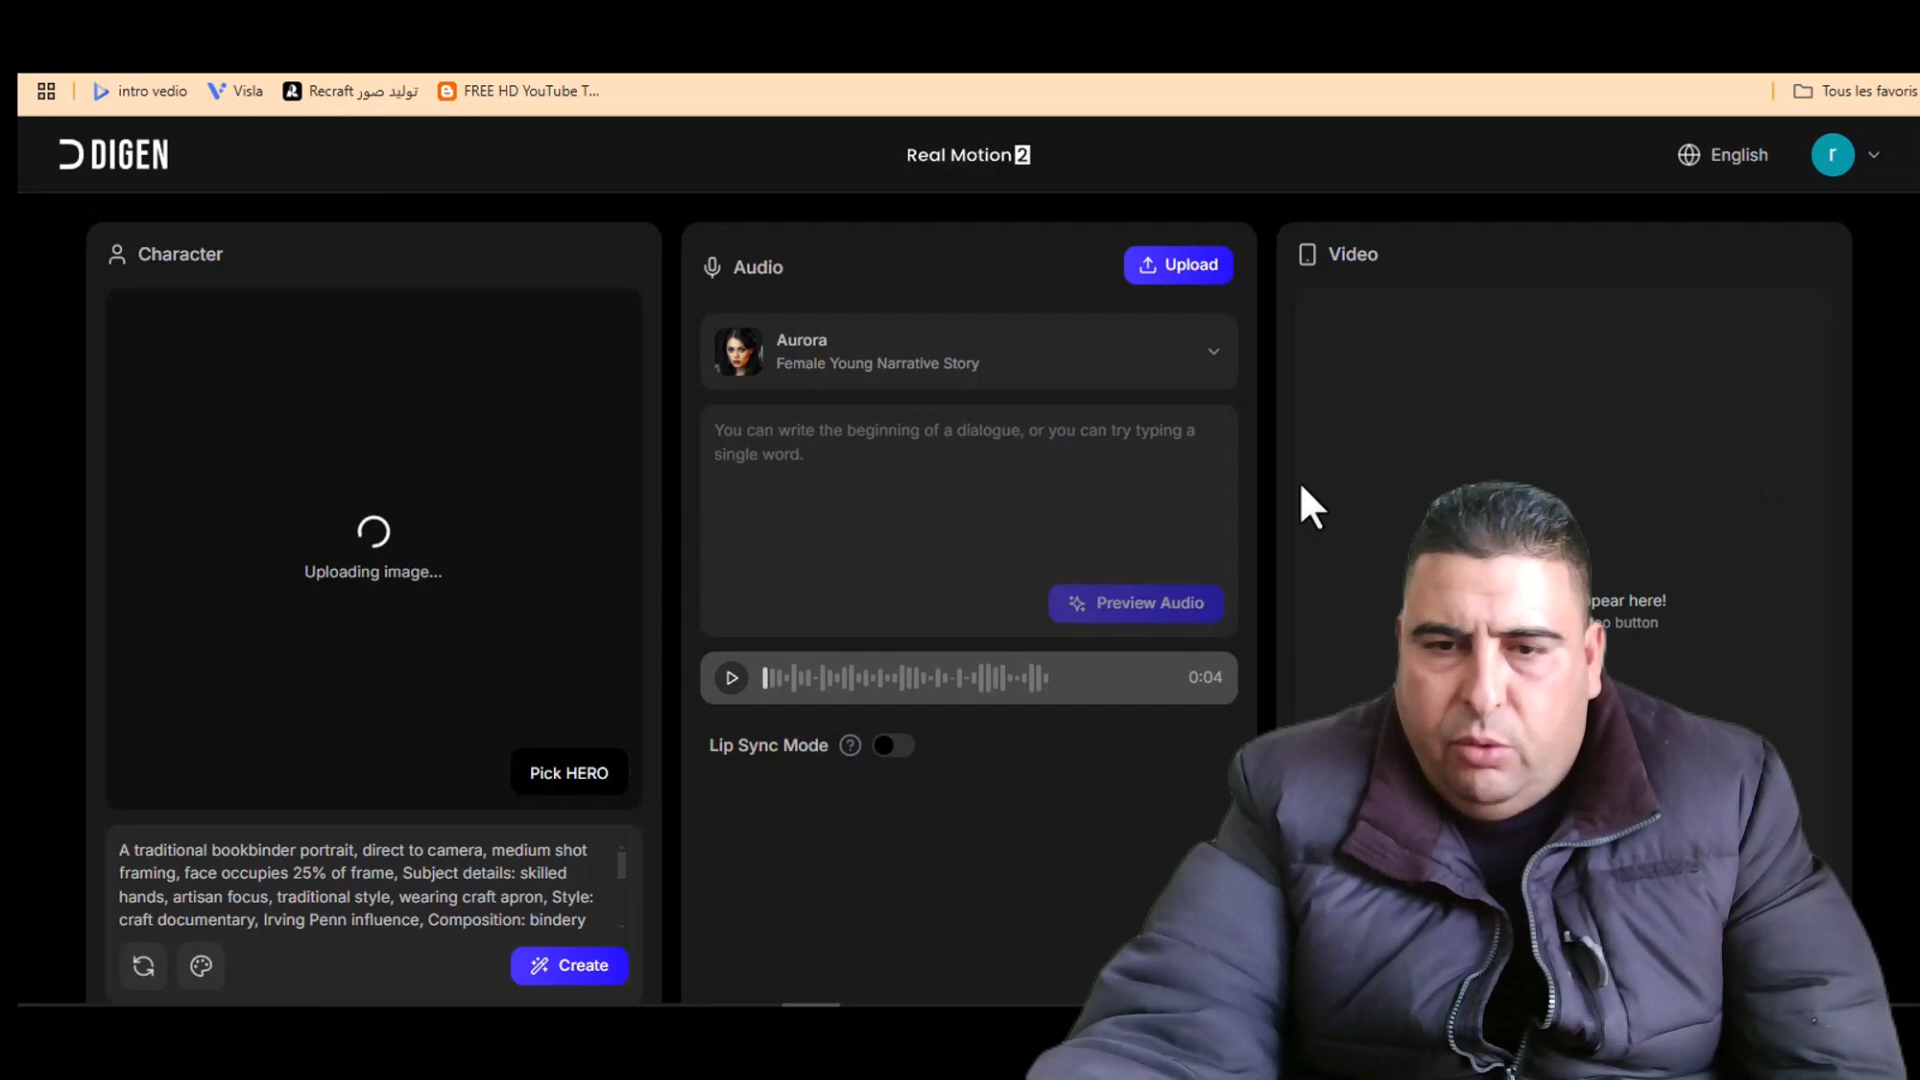 intro vedio
Visla
Recraft توليد صور
FREE HD YouTube T...
Tous les favoris
DIGEN
Real Motion 2
English
r
Character
Uploading image...
Pick HERO
A traditional bookbinder portrait, direct to camera, medium shot
framing, face occupies 25% of frame, Subject details: skilled
hands, artisan focus, traditional style, wearing craft apron, Style:
craft documentary, Irving Penn influence, Composition: bindery
Create
Audio
Upload
Aurora
Female Young Narrative Story
You can write the beginning of a dialogue, or you can try typing a
single word.
Preview Audio
0:04
Lip Sync Mode ?
Video
pear here!
eo button